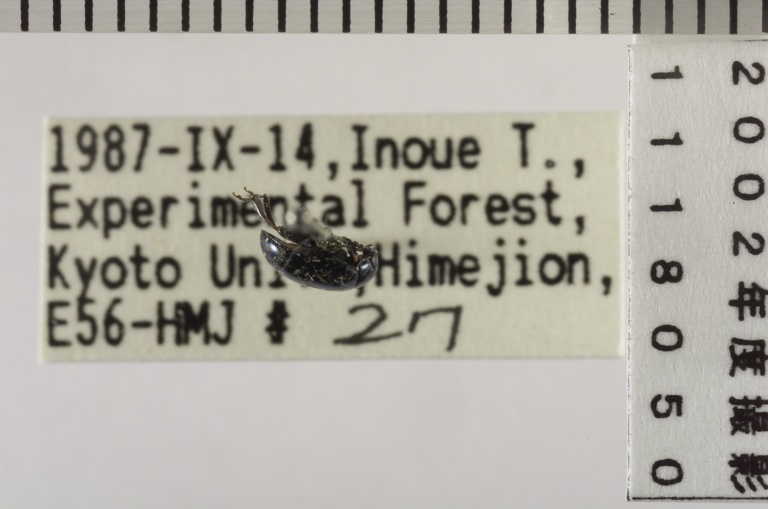 1987-IX-14,Inoue T.,
Experimental Forest,
Kyoto Uni ,Himejion,
E56-HMJ # 27
2002年度撮影
1118050